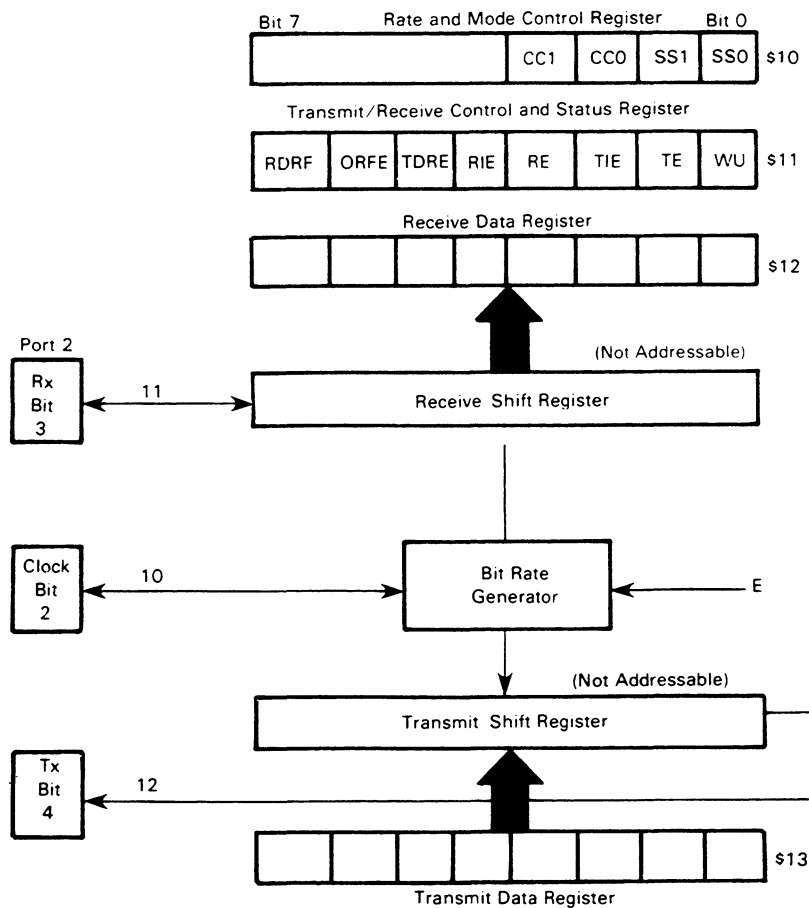 Bit 7 Rate and Mode Control Register Bit 0
CC1 CC0 SS1 SS0 $10
Transmit/Receive Control and Status Register
RDRF ORFE TDRE RIE RE TIE TE WU $11
Receive Data Register
$12
Port 2
(Not Addressable)
Rx
Bit
3
11
Receive Shift Register
Clock
Bit
2
10
Bit Rate
Generator
E
(Not Addressable)
Transmit Shift Register
Tx
Bit
4
12
$13
Transmit Data Register